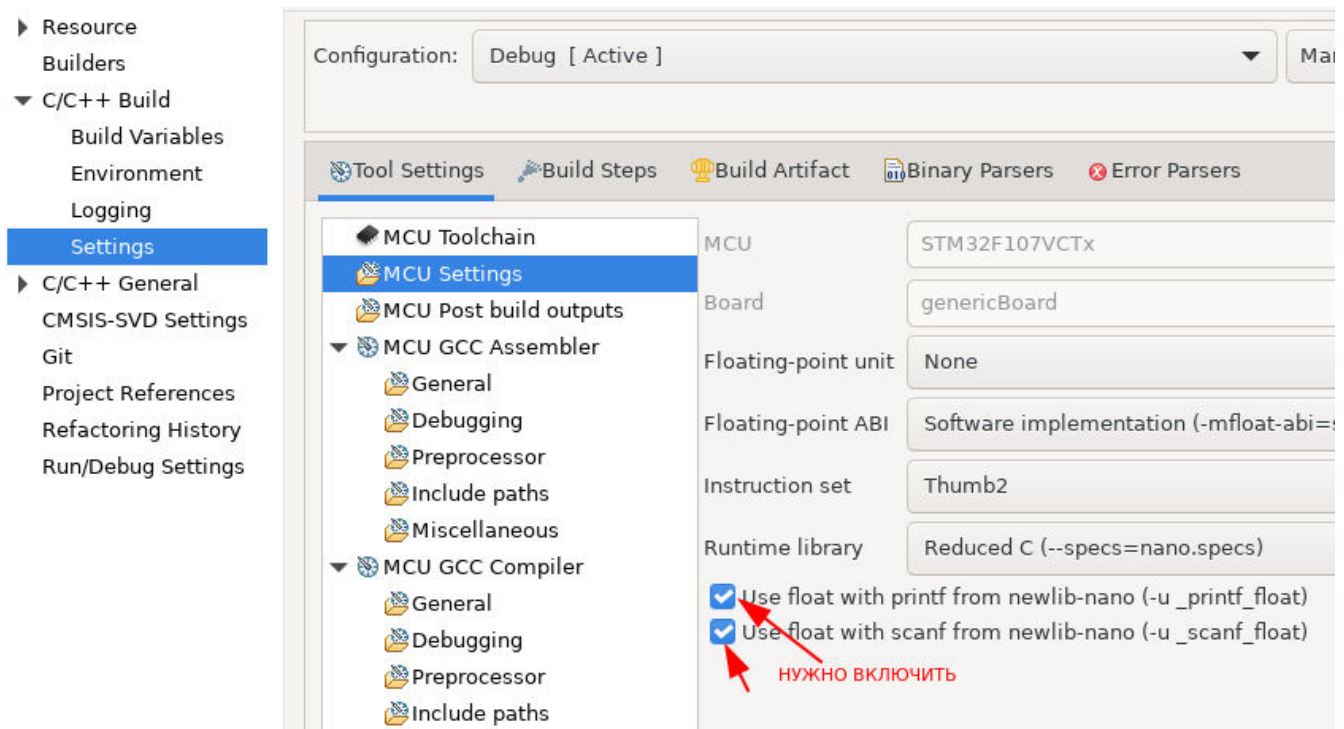 Resource
Builders
C/C++ Build
Build Variables
Environment
Logging
Settings
C/C++ General
CMSIS-SVD Settings
Git
Project References
Refactoring History
Run/Debug Settings
Configuration: Debug [ Active ]
Tool Settings Build Steps Build Artifact Binary Parsers Error Parsers
MCU Toolchain
MCU Settings
MCU Post build outputs
MCU GCC Assembler
General
Debugging
Preprocessor
Include paths
Miscellaneous
MCU GCC Compiler
General
Debugging
Preprocessor
Include paths
MCU STM32F107VCTx
Board genericBoard
Floating-point unit None
Floating-point ABI Software implementation (-mfloat-abi=
Instruction set Thumb2
Runtime library Reduced C (--specs=nano.specs)
Use float with printf from newlib-nano (-u _printf_float)
Use float with scanf from newlib-nano (-u _scanf_float)
НУЖНО ВКЛЮЧИТЬ